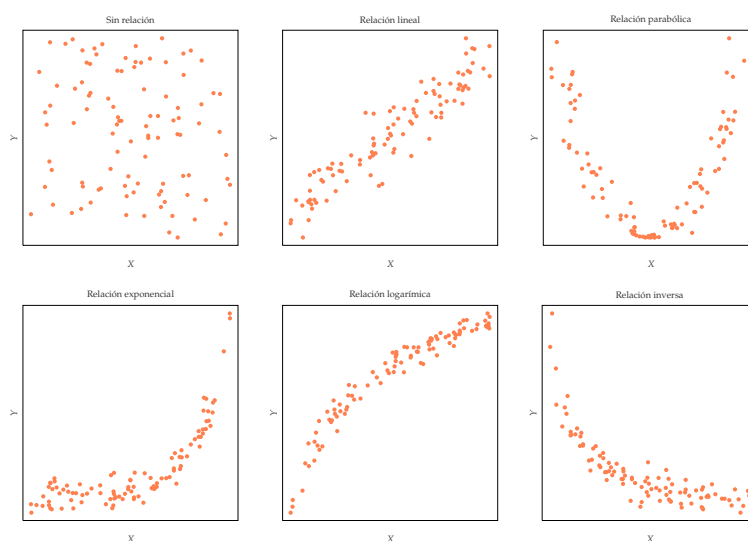 Sin relación
Relación lineal
Relación parabólica
Y
Y
Y
X
X
X
Relación exponencial
Relación logarímica
Relación inversa
Y
Y
Y
X
X
X